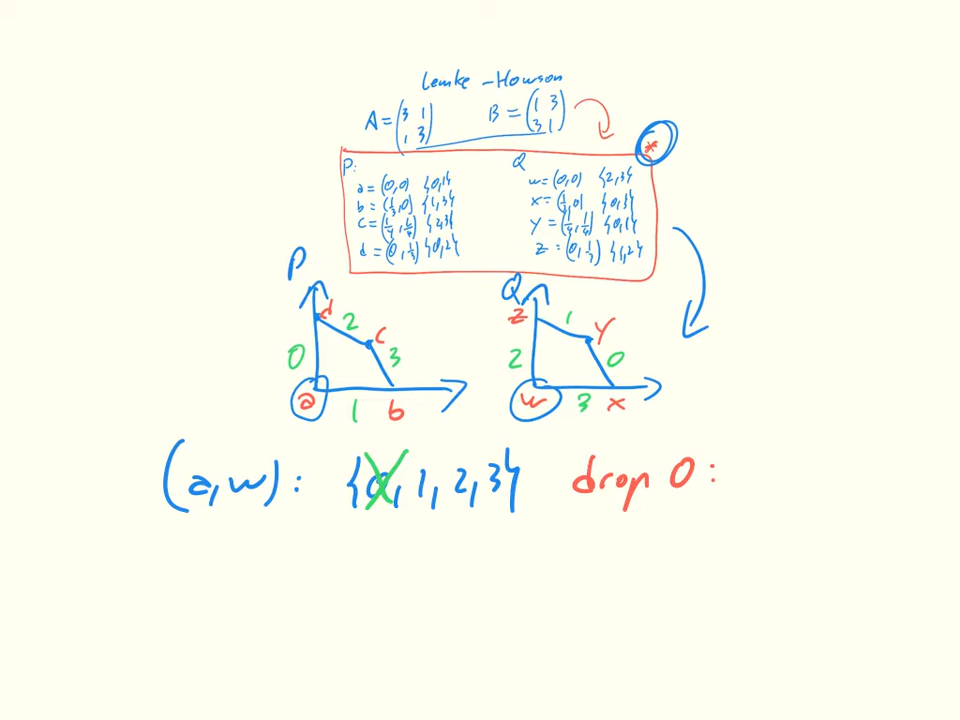 Lemke-Howson
A = (3 1
1 3)
B = (1 3
3 1)
*
P:
a = (0,0) {0,1}
b = (1/3,0) {1,3}
c = (1/4,1/4) {2,3}
d = (0,1/3) {0,2}
Q
w = (0,0) {2,3}
x = (1/3,0) {0,3}
y = (1/4,1/4) {0,1}
z = (0,1/3) {1,2}
P
d
2
c
0
3
a
1
b
Q
z
1
y
2
0
w
3
x
(a,w): {0, 1, 2, 3} drop 0: